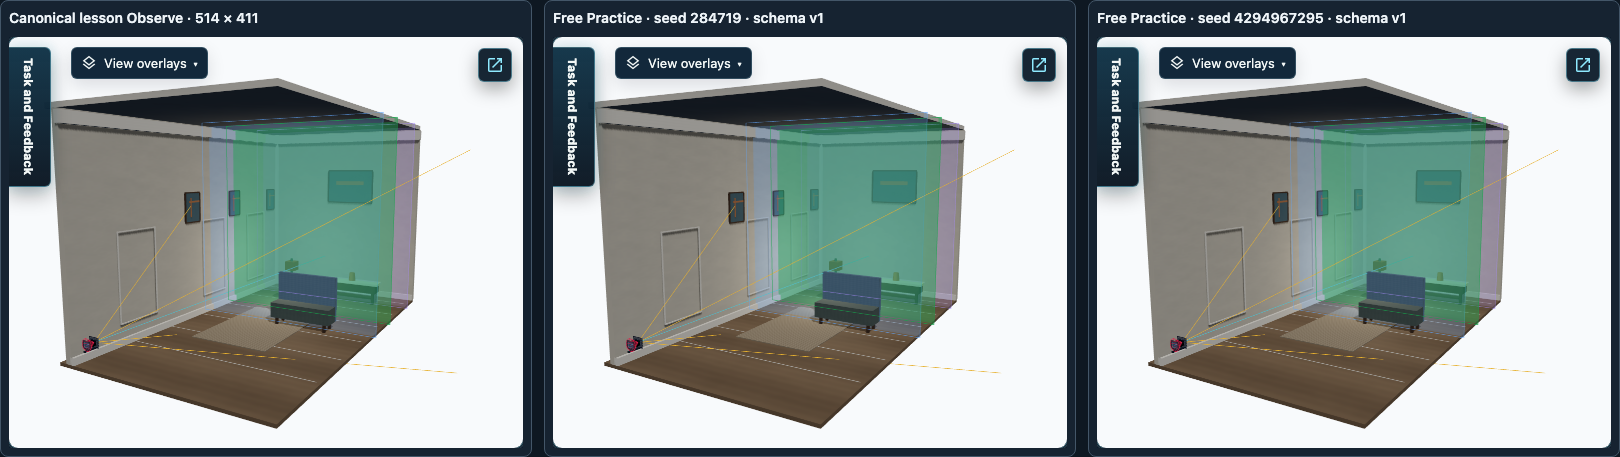 Canonical lesson Observe · 514 × 411
Task and Feedback
View overlays ▾
Free Practice · seed 284719 · schema v1
Task and Feedback
View overlays ▾
Free Practice · seed 4294967295 · schema v1
Task and Feedback
View overlays ▾